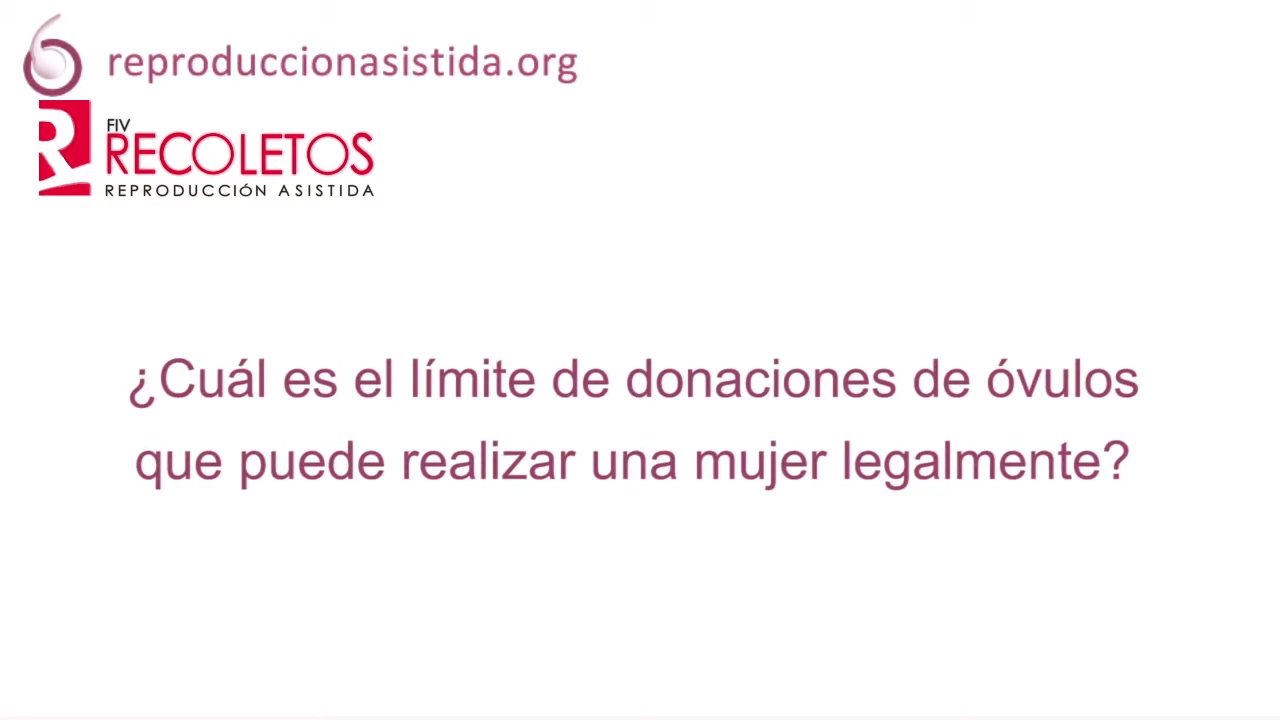 reproduccionasistida.org
FIV
RECOLETOS
REPRODUCCIÓN ASISTIDA
¿Cuál es el límite de donaciones de óvulos
que puede realizar una mujer legalmente?